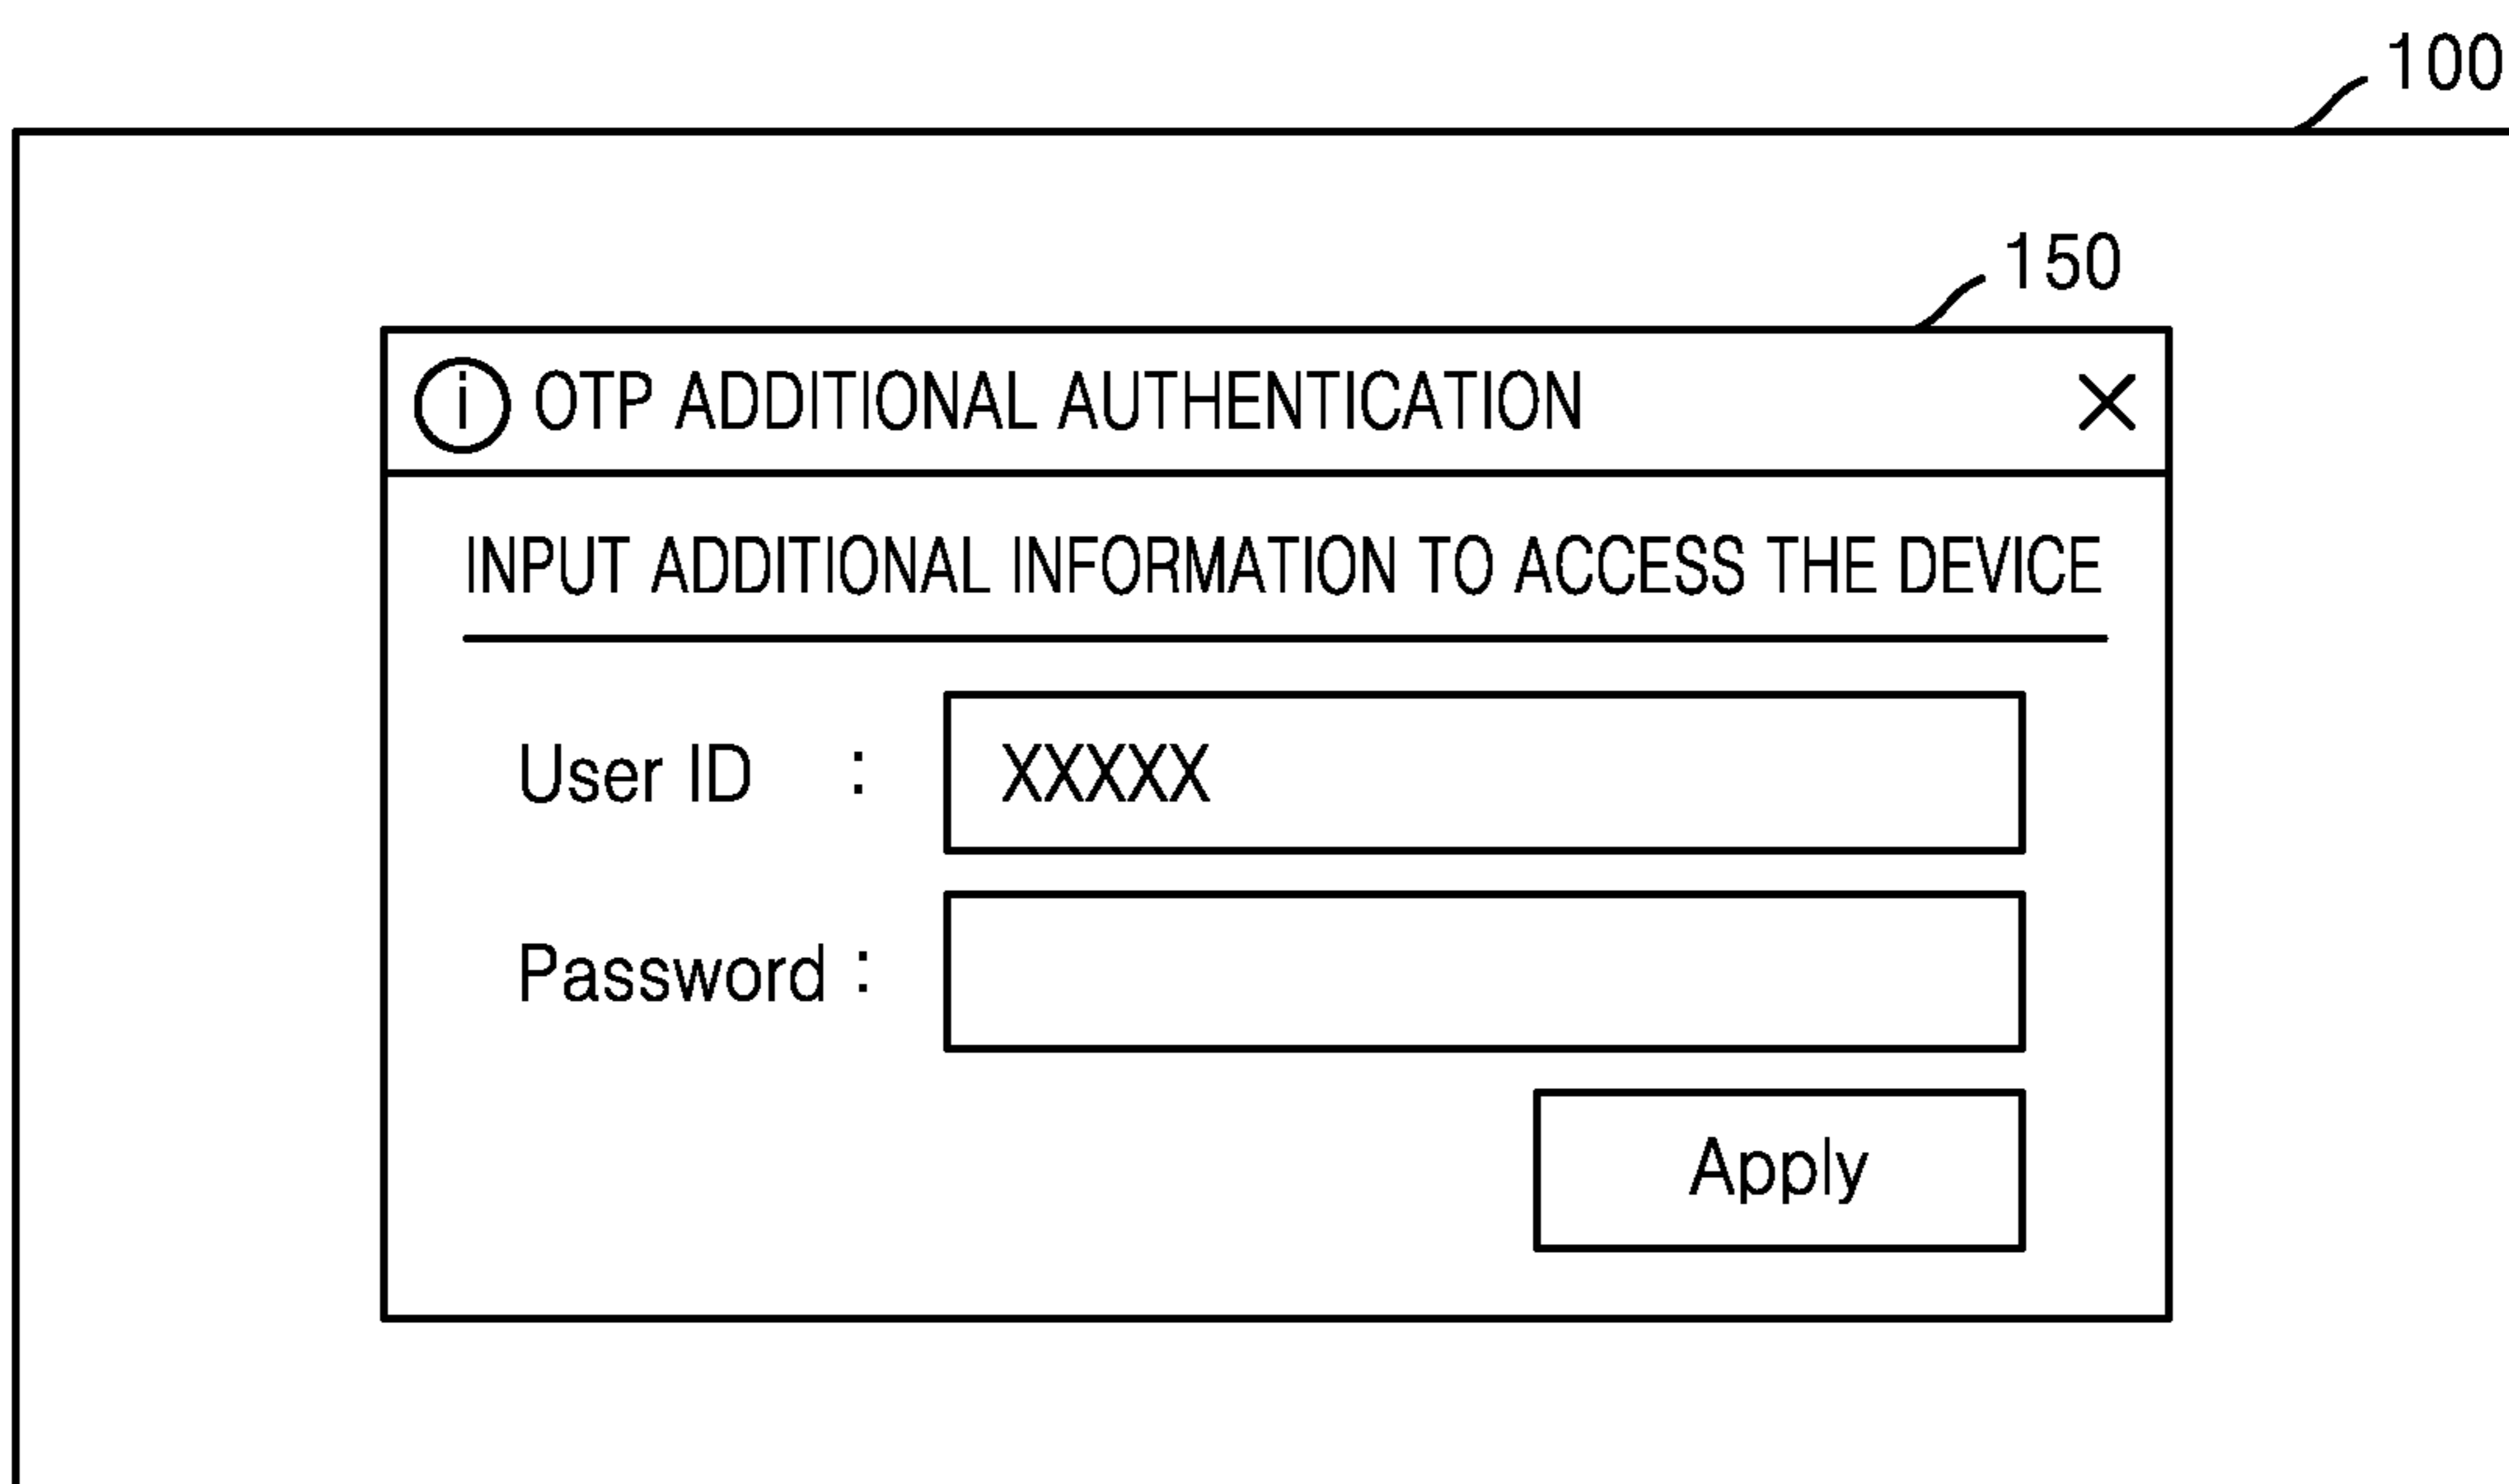 100
150
i OTP ADDITIONAL AUTHENTICATION X
INPUT ADDITIONAL INFORMATION TO ACCESS THE DEVICE
User ID : XXXXX
Password :
Apply